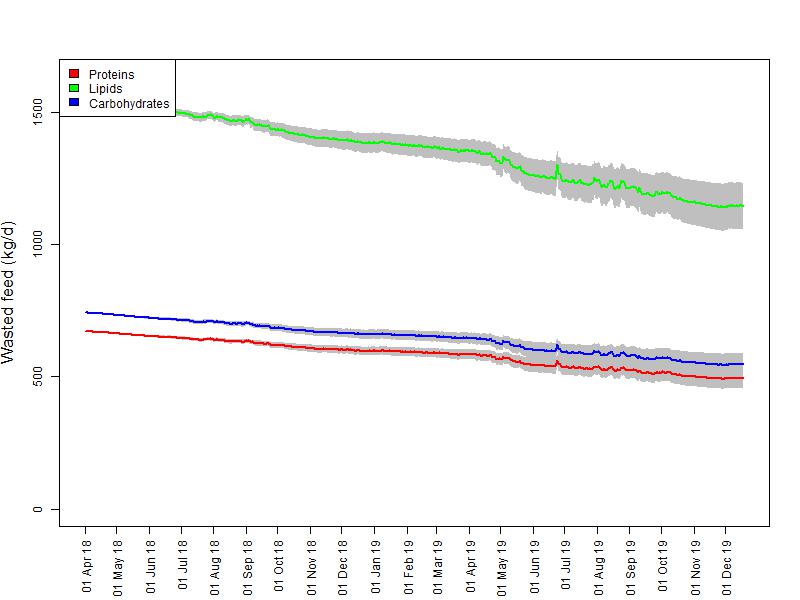 Proteins
Lipids
Carbohydrates
Wasted feed (kg/d)
1500
1000
500
0
01 Apr 18
01 May 18
01 Jun 18
01 Jul 18
01 Aug 18
01 Sep 18
01 Oct 18
01 Nov 18
01 Dec 18
01 Jan 19
01 Feb 19
01 Mar 19
01 Apr 19
01 May 19
01 Jun 19
01 Jul 19
01 Aug 19
01 Sep 19
01 Oct 19
01 Nov 19
01 Dec 19